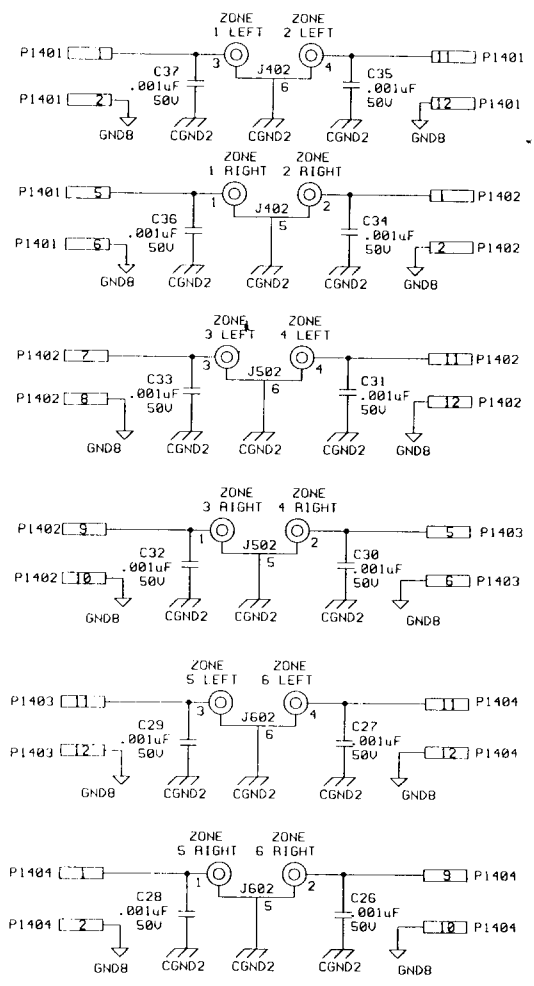 ZONE ZONE
1 LEFT 2 LEFT
P1401 1 3 J402 4 11 P1401
C37 6 C35
.001uF .001uF
P1401 2 50V 50V 12 P1401
GND8 CGND2 CGND2 CGND2 GND8
ZONE ZONE
1 RIGHT 2 RIGHT
P1401 5 1 J402 2 1 P1402
C36 5 C34
.001uF .001uF
P1401 6 50V 50V 2 P1402
GND8 CGND2 CGND2 CGND2 GND8
ZONE ZONE
3 LEFT 4 LEFT
P1402 7 3 J502 4 11 P1402
C33 6 C31
.001uF .001uF
P1402 8 50V 50V 12 P1402
GND8 CGND2 CGND2 CGND2 GND8
ZONE ZONE
3 RIGHT 4 RIGHT
P1402 9 1 J502 2 5 P1403
C32 5 C30
.001uF .001uF
P1402 10 50V 50V 6 P1403
GND8 CGND2 CGND2 CGND2 GND8
ZONE ZONE
5 LEFT 6 LEFT
P1403 11 3 J602 4 11 P1404
C29 6 C27
.001uF .001uF
P1403 12 50V 50V 12 P1404
GND8 CGND2 CGND2 CGND2 GND8
ZONE ZONE
5 RIGHT 6 RIGHT
P1404 1 1 J602 2 9 P1404
C28 5 C26
.001uF .001uF
P1404 2 50V 50V 10 P1404
GND8 CGND2 CGND2 CGND2 GND8